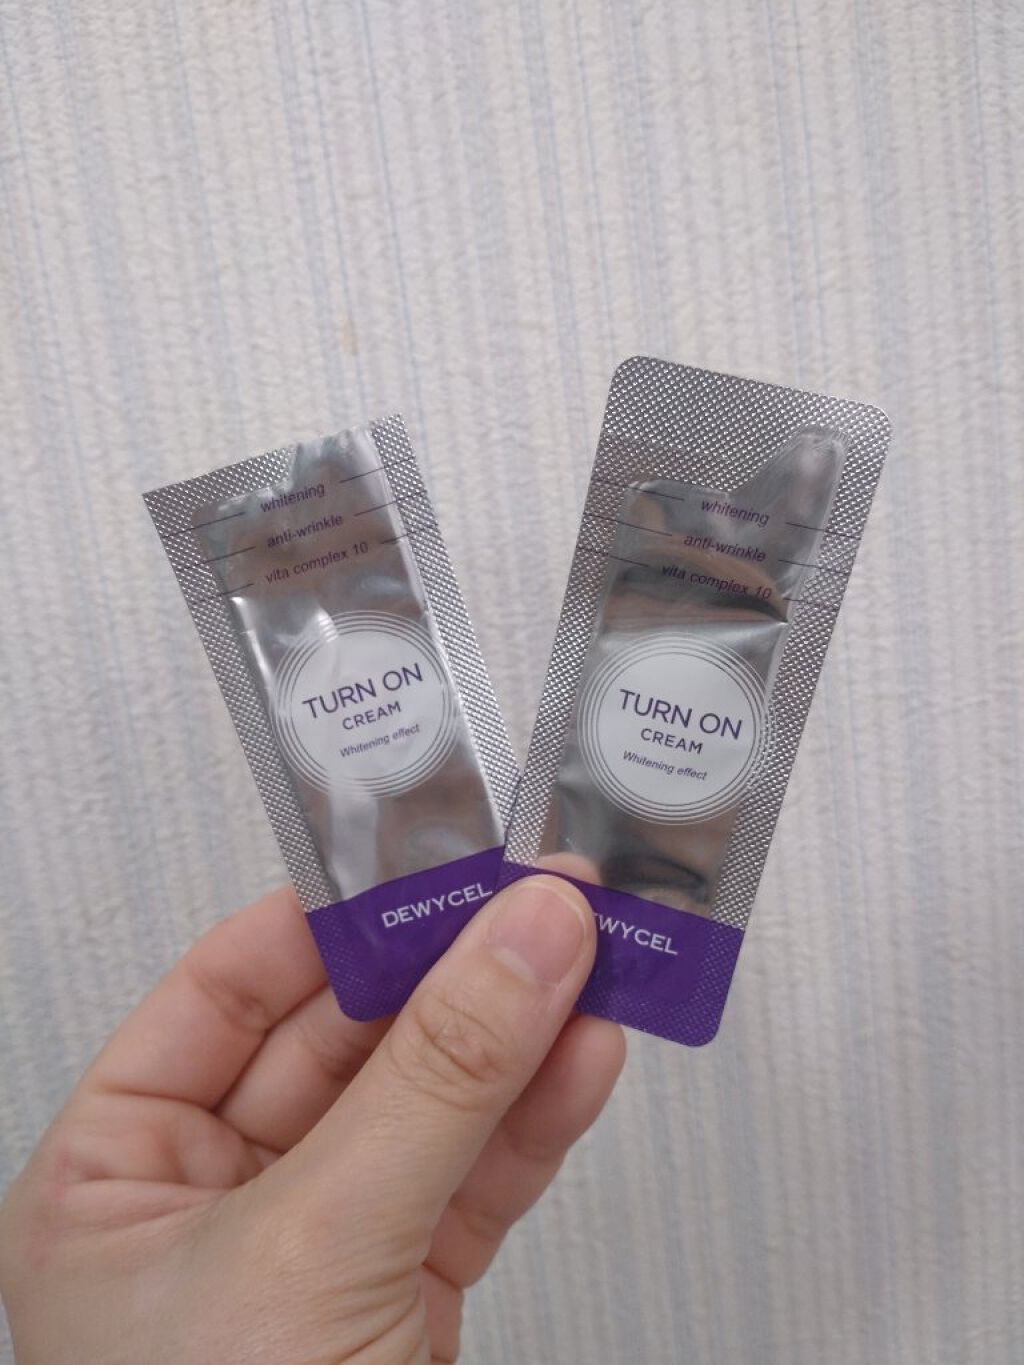 whitening
anti-wrinkle
vita complex 10
TURN ON
CREAM
Whitening effect
DEWYCEL
whitening
anti-wrinkle
vita complex 10
TURN ON
CREAM
Whitening effect
EWYCEL